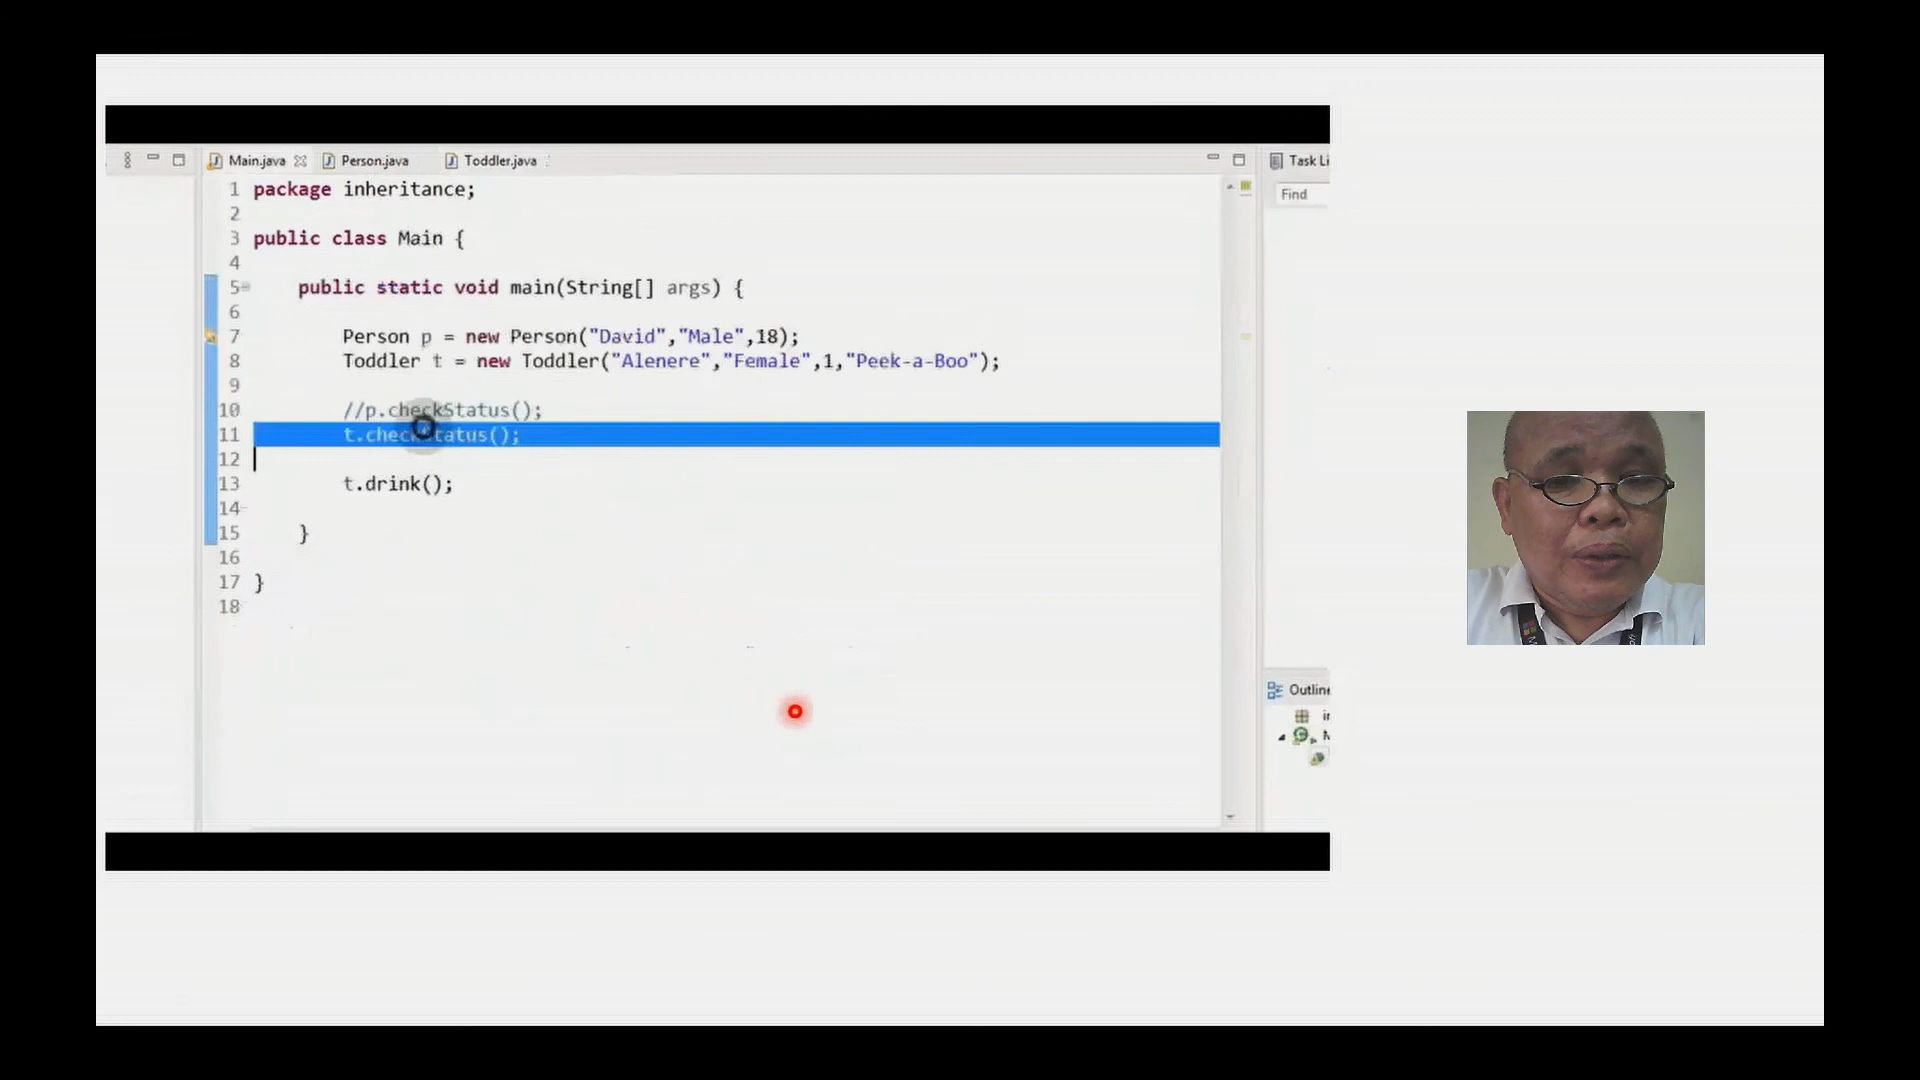 Main.java
Person.java
Toddler.java
Task Li
Find
1 package inheritance;
2
3 public class Main {
4
5 public static void main(String[] args) {
6
7 Person p = new Person("David","Male",18);
8 Toddler t = new Toddler("Alenere","Female",1,"Peek-a-Boo");
9
10 //p.checkStatus();
11 t.checkStatus();
12
13 t.drink();
14
15 }
16
17 }
18
Outline